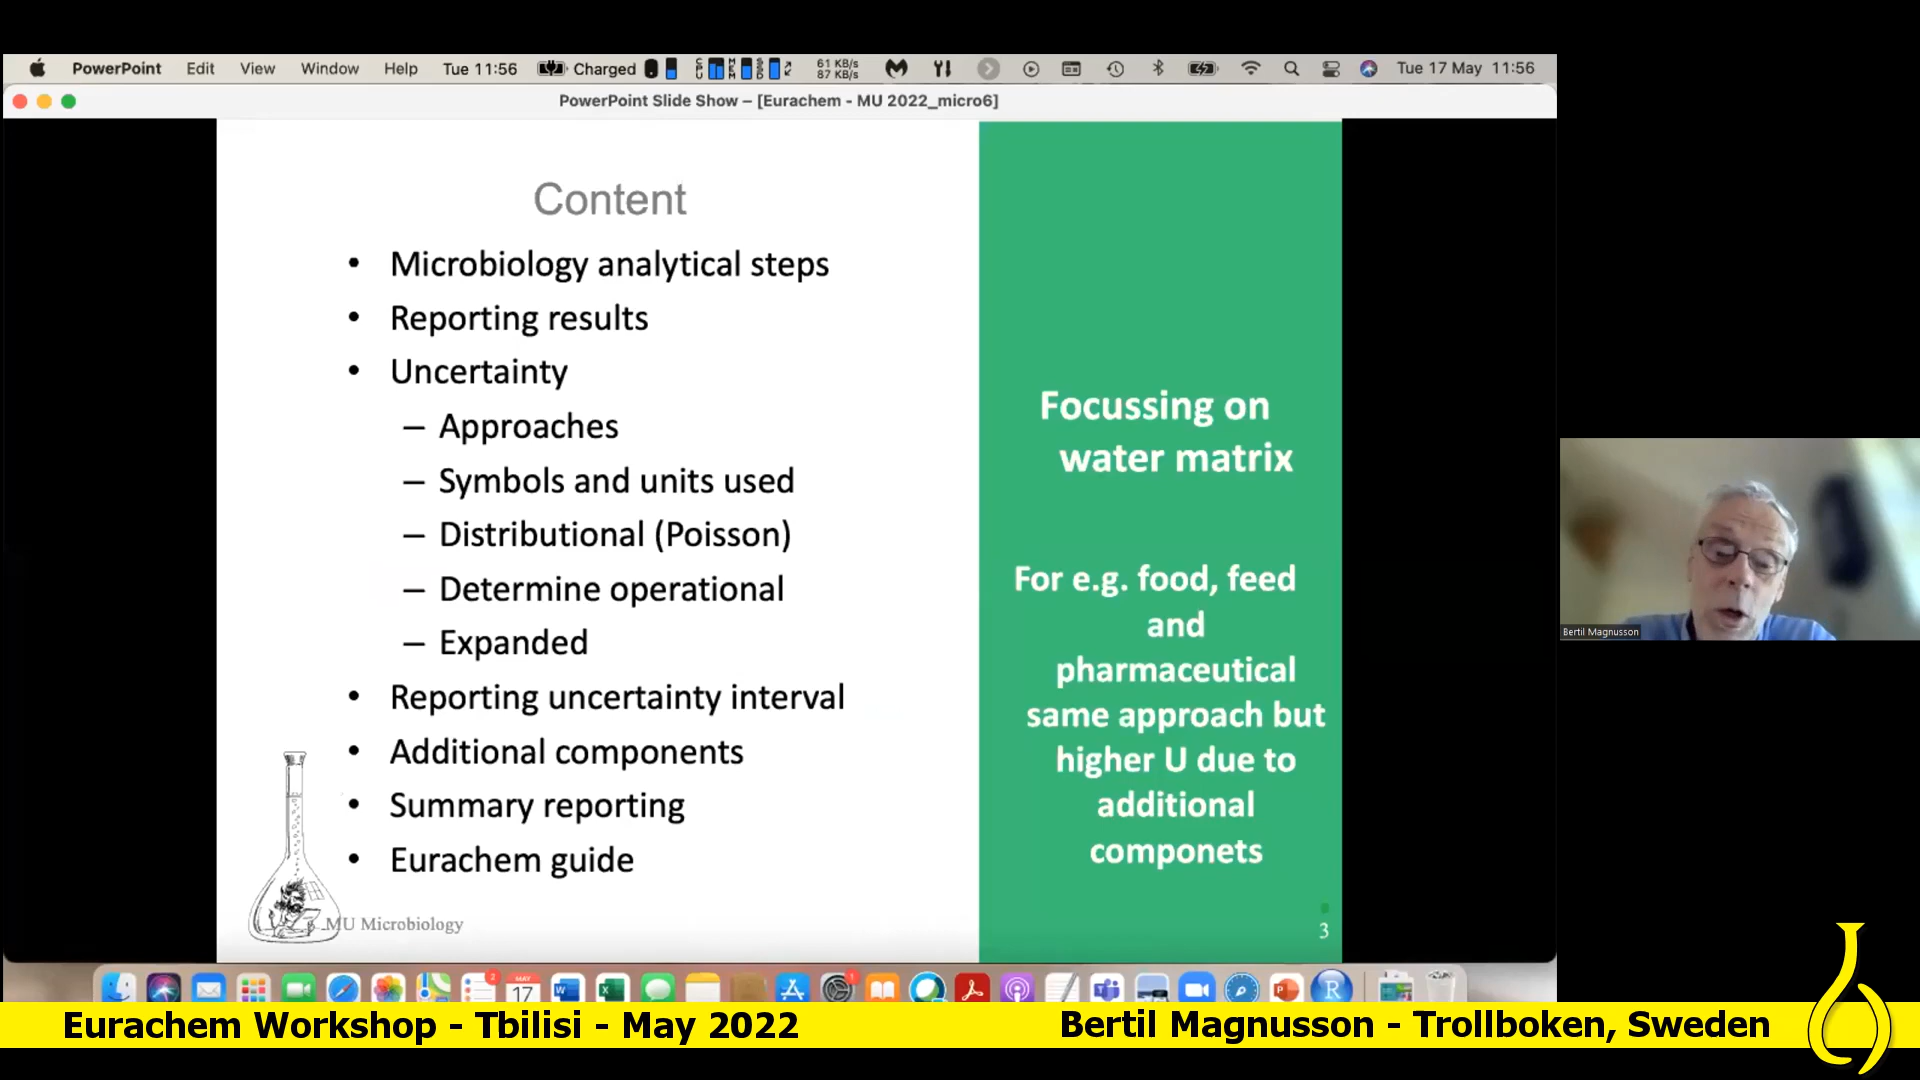 PowerPoint Edit View Window Help Tue 11:56 Charged 61 KB/s 87 KB/s Tue 17 May 11:56
PowerPoint Slide Show – [Eurachem - MU 2022_micro6]
Content
• Microbiology analytical steps
• Reporting results
• Uncertainty
– Approaches
– Symbols and units used
– Distributional (Poisson)
– Determine operational
– Expanded
• Reporting uncertainty interval
• Additional components
• Summary reporting
• Eurachem guide
MU Microbiology
Focussing on
water matrix
For e.g. food, feed
and
pharmaceutical
same approach but
higher U due to
additional
componets
3
Bertil Magnusson
2
MAY
17
1
Eurachem Workshop - Tbilisi - May 2022
Bertil Magnusson - Trollboken, Sweden